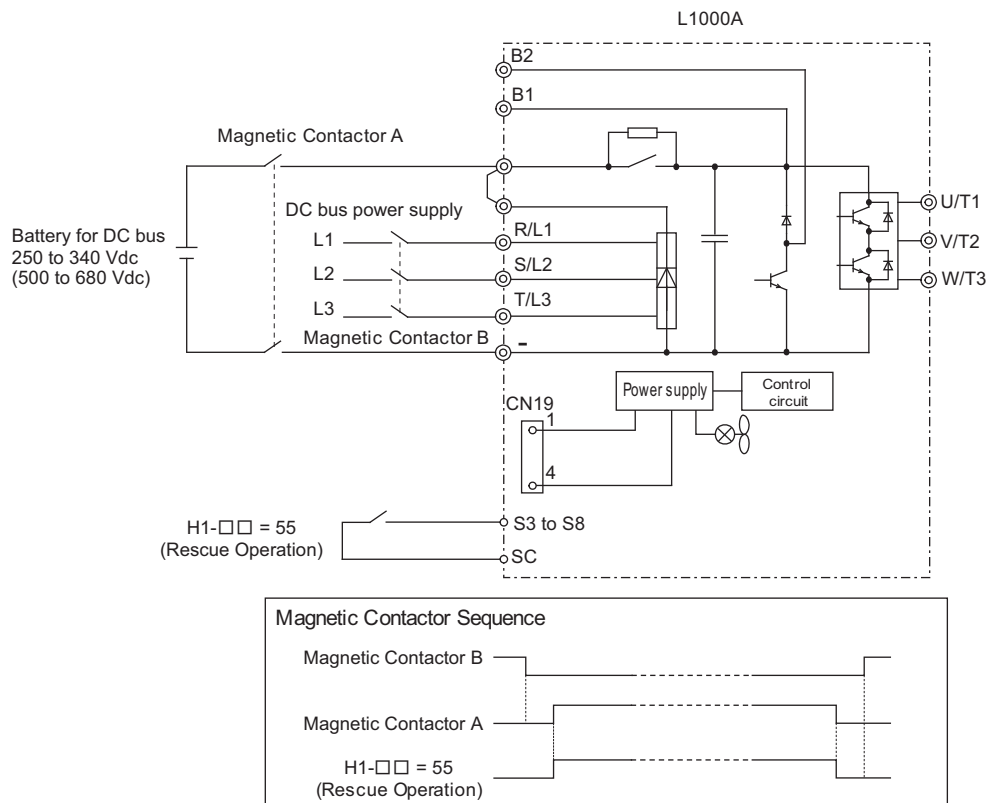 L1000A
B2
B1
Magnetic Contactor A
DC bus power supply
Battery for DC bus
250 to 340 Vdc
(500 to 680 Vdc)
L1
L2
L3
R/L1
S/L2
T/L3
Magnetic Contactor B
-
U/T1
V/T2
W/T3
Power supply
Control
circuit
CN19
1
4
H1-□□ = 55
(Rescue Operation)
S3 to S8
SC
Magnetic Contactor Sequence
Magnetic Contactor B
Magnetic Contactor A
H1-□□ = 55
(Rescue Operation)